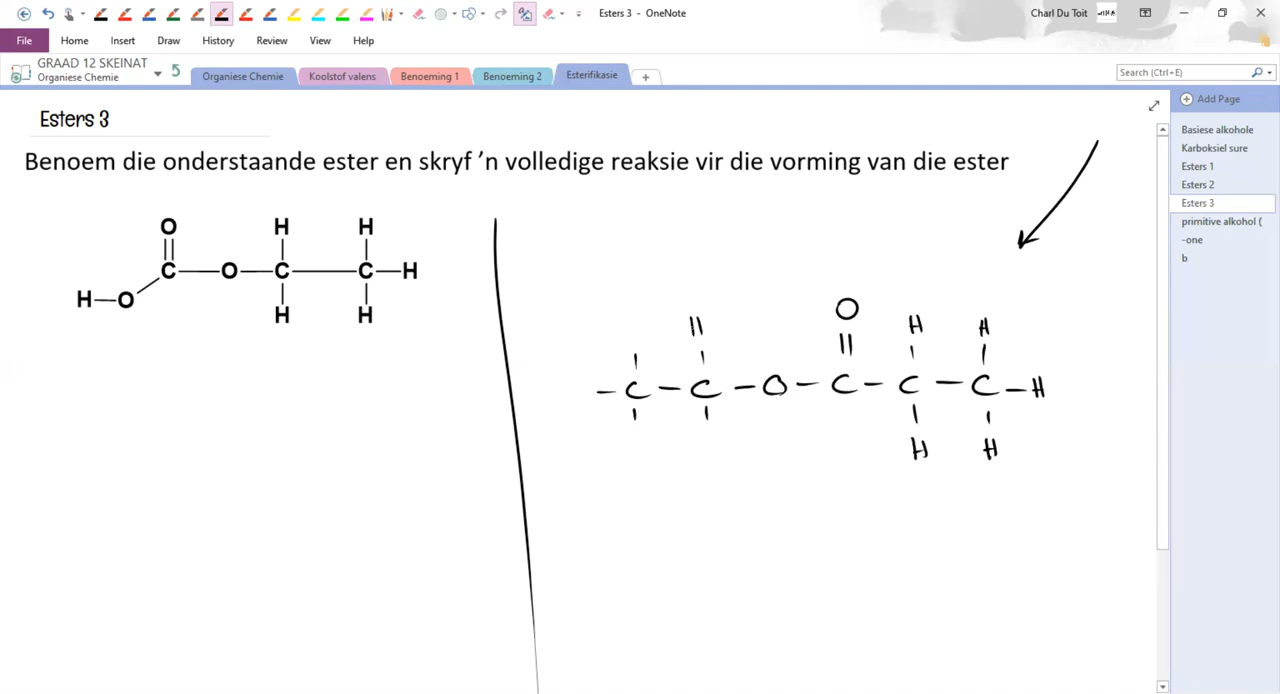 Esters 3 - OneNote
Charl Du Toit
File Home Insert Draw History Review View Help
GRAAD 12 SKEINAT
Organiese Chemie
Organiese Chemie Koolstof valens Benoeming 1 Benoeming 2 Esterifikasie +
Search (Ctrl+E)
Add Page
Basiese alkohole
Karboksiel sure
Esters 1
Esters 2
Esters 3
primitive alkohol (
-one
b
Esters 3
Benoem die onderstaande ester en skryf ’n volledige reaksie vir die vorming van die ester
O H H
C O C C H
H O
H H
O H H
C C O C C C H
H H